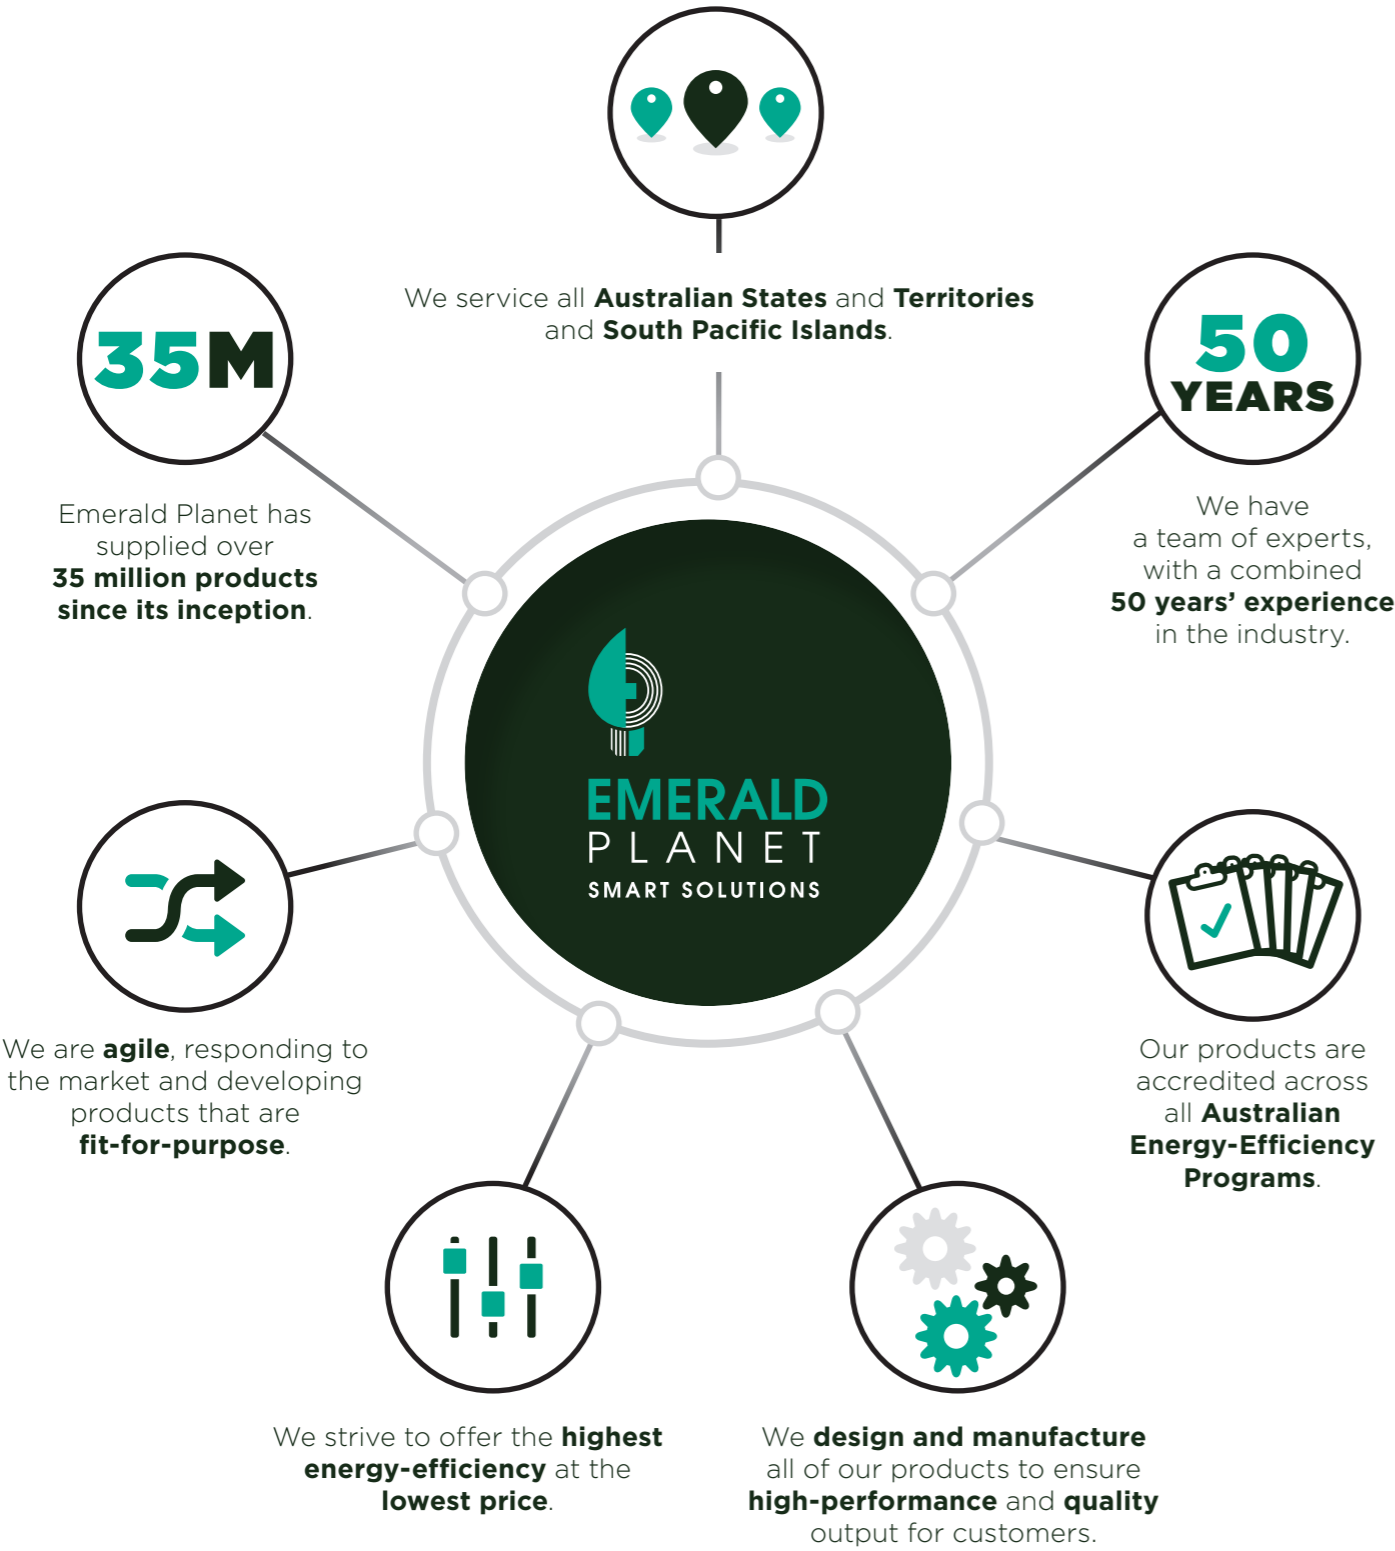 We service all Australian States and Territories
and South Pacific Islands.
35M
Emerald Planet has
supplied over
35 million products
since its inception.
50
YEARS
We have
a team of experts,
with a combined
50 years’ experience
in the industry.
EMERALD
PLANET
SMART SOLUTIONS
We are agile, responding to
the market and developing
products that are
fit-for-purpose.
Our products are
accredited across
all Australian
Energy-Efficiency
Programs.
We strive to offer the highest
energy-efficiency at the
lowest price.
We design and manufacture
all of our products to ensure
high-performance and quality
output for customers.